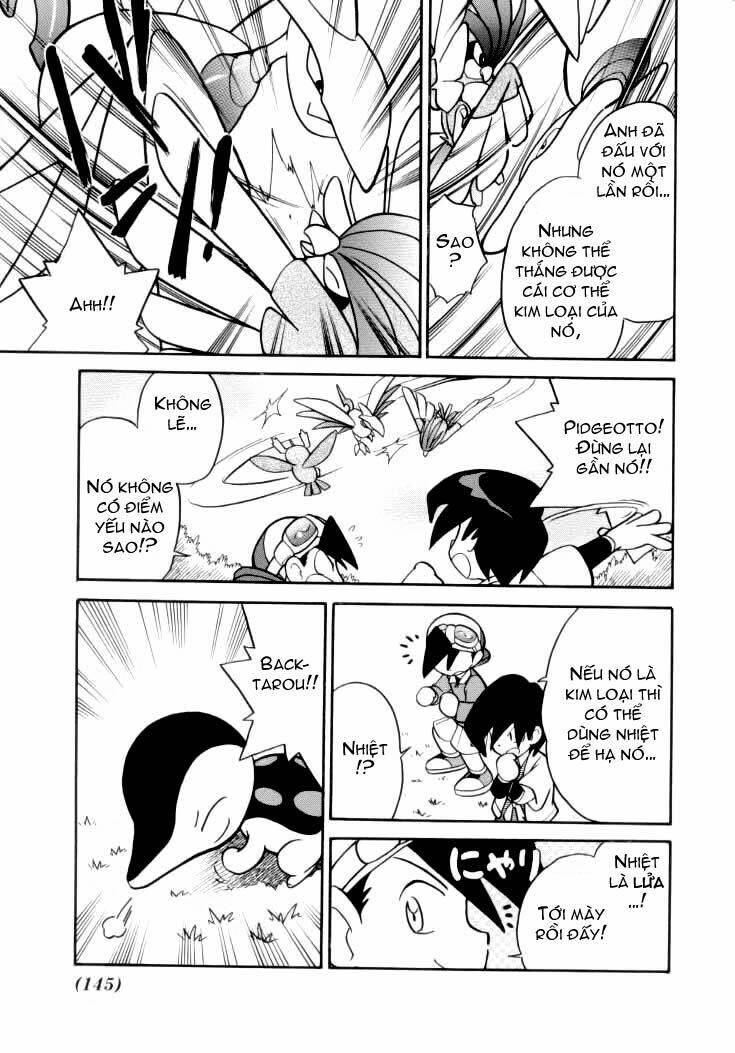 ANH ĐÃ
ĐẤU VỚI
NÓ MỘT
LẦN RỒI...
NHƯNG
KHÔNG THỂ
THẮNG ĐƯỢC
CÁI CƠ THỂ
KIM LOẠI CỦA
NÓ,
SAO
?
AHH!!
PIDGEOTTO!
ĐỪNG LẠI
GẦN NÓ!!
KHÔNG
LẼ...
NÓ KHÔNG
CÓ ĐIỂM
YẾU NÀO
SAO!?
NẾU NÓ LÀ
KIM LOẠI THÌ
CÓ THỂ
DÙNG NHIỆT
ĐỂ HẠ NÓ...
NHIỆT
!?
NHIỆT
LÀ LỬA
...!
TỚI MÀY
RỒI ĐẤY!
にやり
BACK-
TAROU!!
(145)